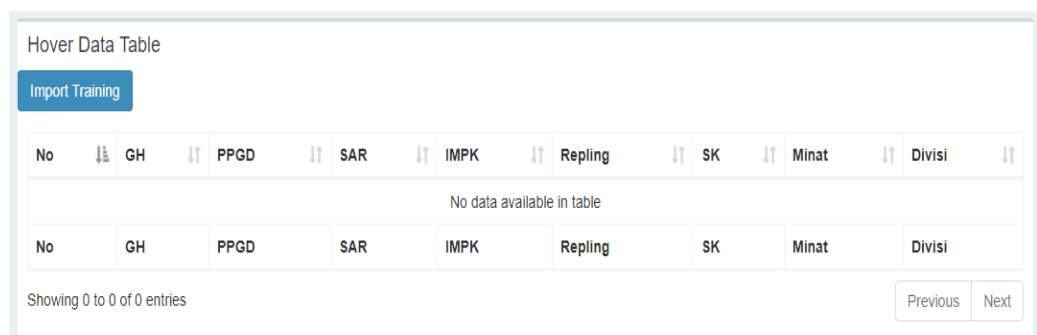 Hover Data Table
Import Training
No GH PPGD SAR IMPK Repling SK Minat Divisi
No data available in table
No GH PPGD SAR IMPK Repling SK Minat Divisi
Showing 0 to 0 of 0 entries Previous Next